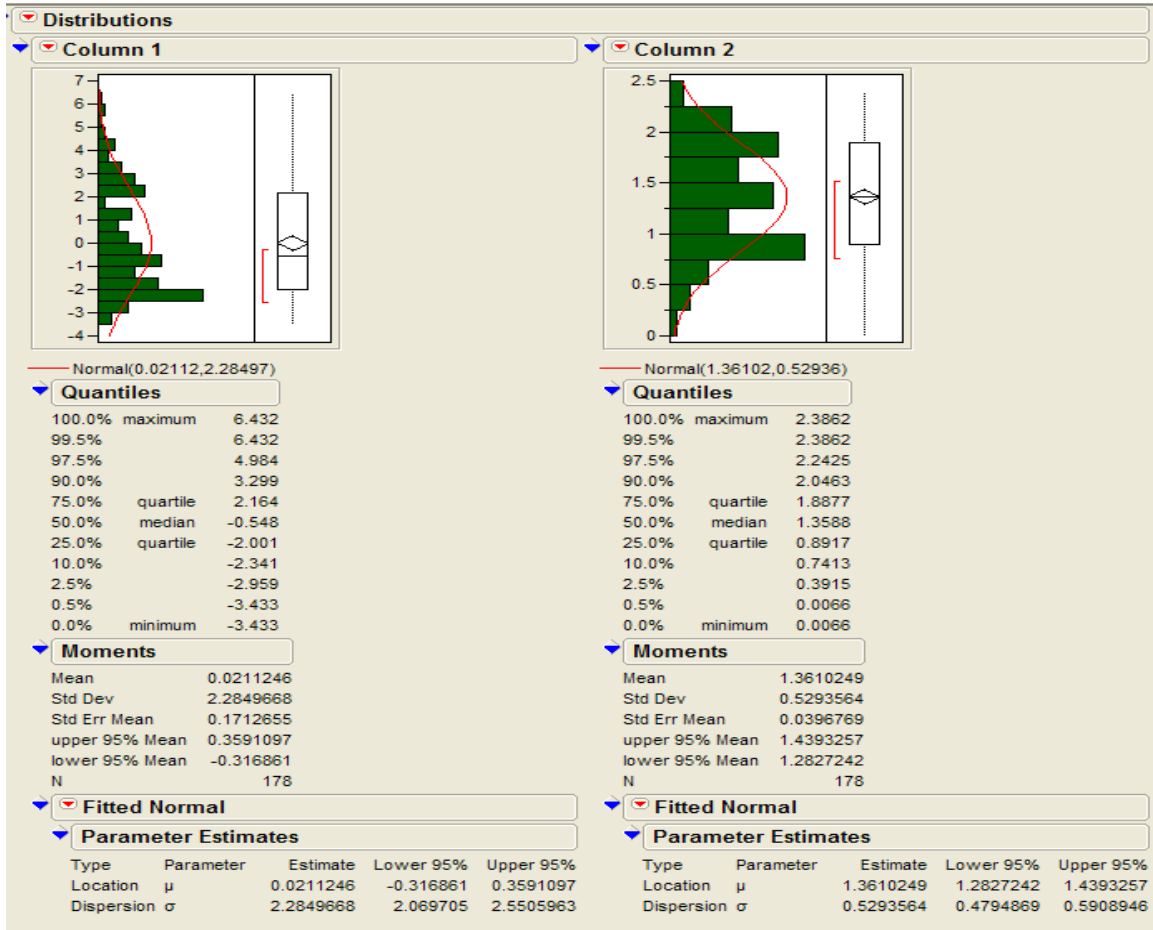 Distributions
Column 1
7
6
5
4
3
2
1
0
-1
-2
-3
-4
Normal(0.02112,2.28497)
Quantiles
100.0% maximum 6.432
99.5% 6.432
97.5% 4.984
90.0% 3.299
75.0% quartile 2.164
50.0% median -0.548
25.0% quartile -2.001
10.0% -2.341
2.5% -2.959
0.5% -3.433
0.0% minimum -3.433
Moments
Mean 0.0211246
Std Dev 2.2849668
Std Err Mean 0.1712655
upper 95% Mean 0.3591097
lower 95% Mean -0.316861
N 178
Fitted Normal
Parameter Estimates
Type Parameter Estimate Lower 95% Upper 95%
Location μ 0.0211246 -0.316861 0.3591097
Dispersion σ 2.2849668 2.069705 2.5505963
Column 2
2.5
2
1.5
1
0.5
0
Normal(1.36102,0.52936)
Quantiles
100.0% maximum 2.3862
99.5% 2.3862
97.5% 2.2425
90.0% 2.0463
75.0% quartile 1.8877
50.0% median 1.3588
25.0% quartile 0.8917
10.0% 0.7413
2.5% 0.3915
0.5% 0.0066
0.0% minimum 0.0066
Moments
Mean 1.3610249
Std Dev 0.5293564
Std Err Mean 0.0396769
upper 95% Mean 1.4393257
lower 95% Mean 1.2827242
N 178
Fitted Normal
Parameter Estimates
Type Parameter Estimate Lower 95% Upper 95%
Location μ 1.3610249 1.2827242 1.4393257
Dispersion σ 0.5293564 0.4794869 0.5908946